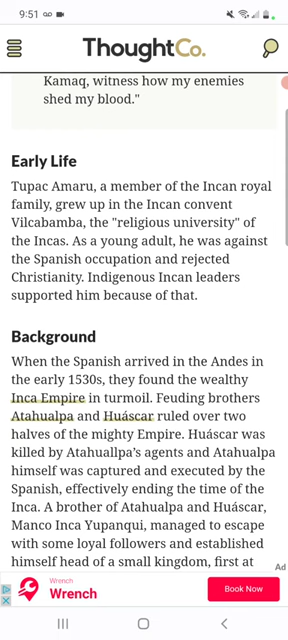 9:51
ThoughtCo.
Kamaq, witness how my enemies
shed my blood."
Early Life
Tupac Amaru, a member of the Incan royal
family, grew up in the Incan convent
Vilcabamba, the "religious university" of
the Incas. As a young adult, he was against
the Spanish occupation and rejected
Christianity. Indigenous Incan leaders
supported him because of that.
Background
When the Spanish arrived in the Andes in
the early 1530s, they found the wealthy
Inca Empire in turmoil. Feuding brothers
Atahualpa and Huáscar ruled over two
halves of the mighty Empire. Huáscar was
killed by Atahuallpa's agents and Atahualpa
himself was captured and executed by the
Spanish, effectively ending the time of the
Inca. A brother of Atahualpa and Huáscar,
Manco Inca Yupanqui, managed to escape
with some loyal followers and established
himself head of a small kingdom, first at
Ad
Wrench
Wrench
Book Now